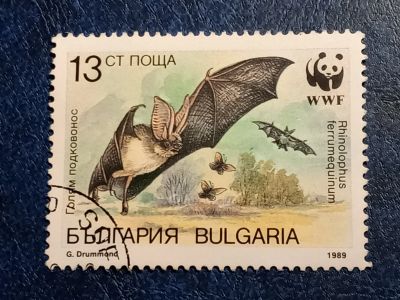 13 СТ ПОЩА
WWF
Голям подковонос
Rhinolophus
ferrumequinum
БЪЛГАРИЯ BULGARIA
G. Drummond
1989